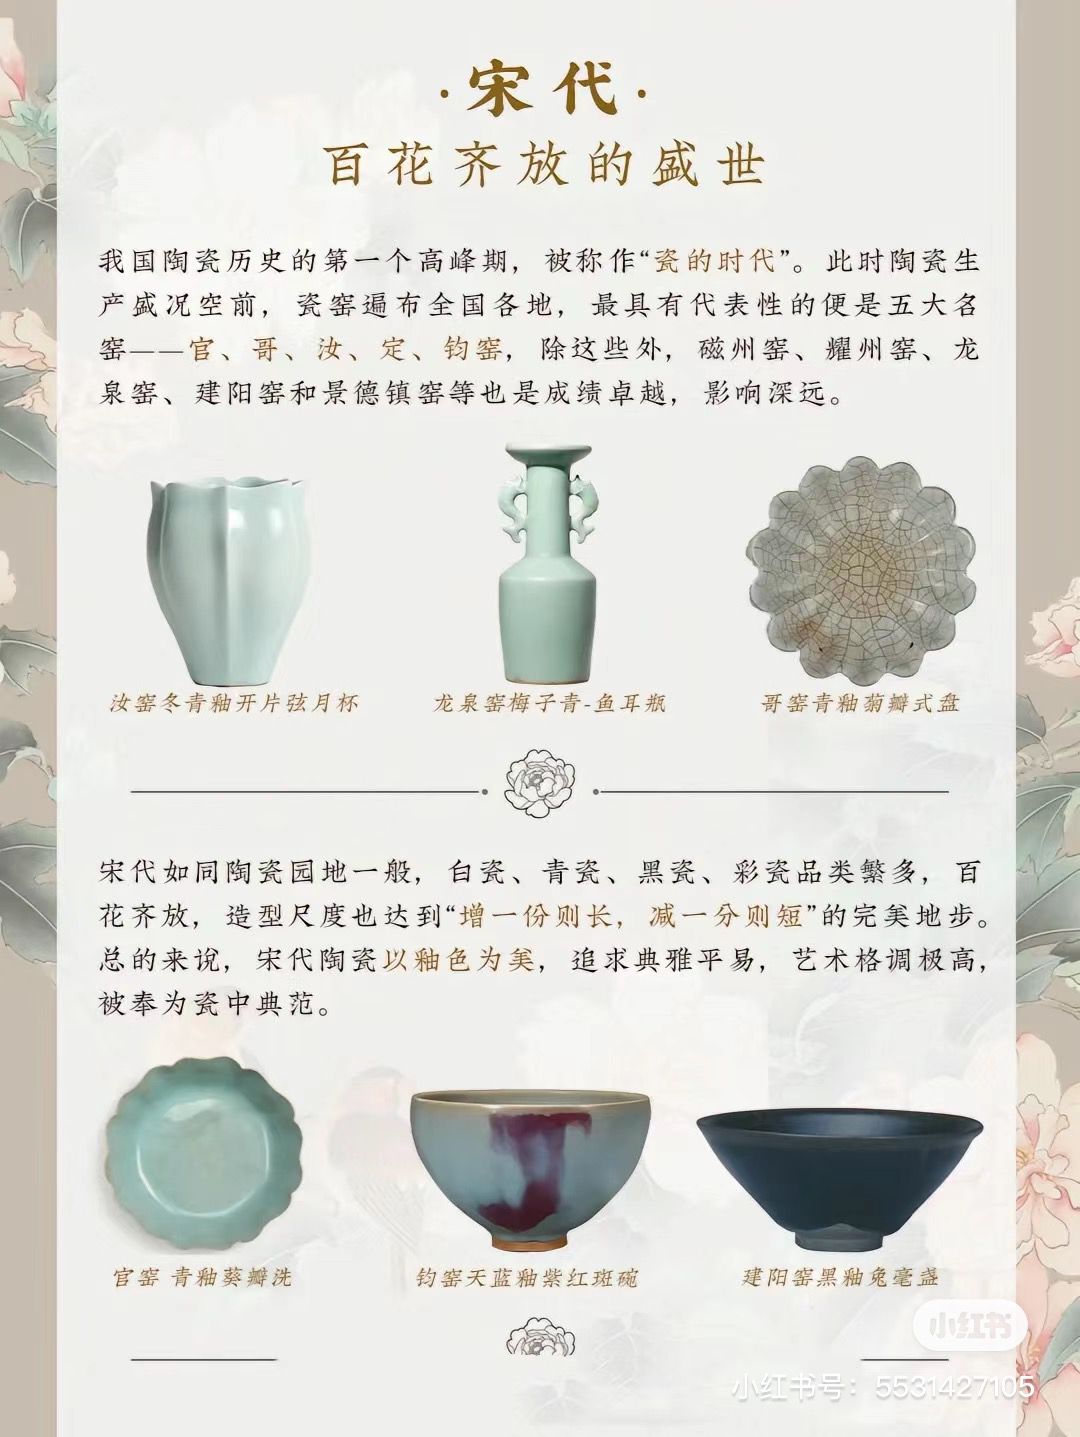 ·宋代·
百花齐放的盛世
我国陶瓷历史的第一个高峰期，被称作“瓷的时代”。此时陶瓷生
产盛况空前，瓷窑遍布全国各地，最具有代表性的便是五大名
窑——官、哥、汝、定、钧窑，除这些外，磁州窑、耀州窑、龙
泉窑、建阳窑和景德镇窑等也是成绩卓越，影响深远。
汝窑冬青釉开片弦月杯
龙泉窑梅子青-鱼耳瓶
哥窑青釉菊瓣式盘
宋代如同陶瓷园地一般，白瓷、青瓷、黑瓷、彩瓷品类繁多，百
花齐放，造型尺度也达到“增一份则长，减一分则短”的完美地步。
总的来说，宋代陶瓷以釉色为美，追求典雅平易，艺术格调极高，
被奉为瓷中典范。
官窑 青釉葵瓣洗
钧窑天蓝釉紫红斑碗
建阳窑黑釉兔毫盏
小红书
小红书号：5531427105